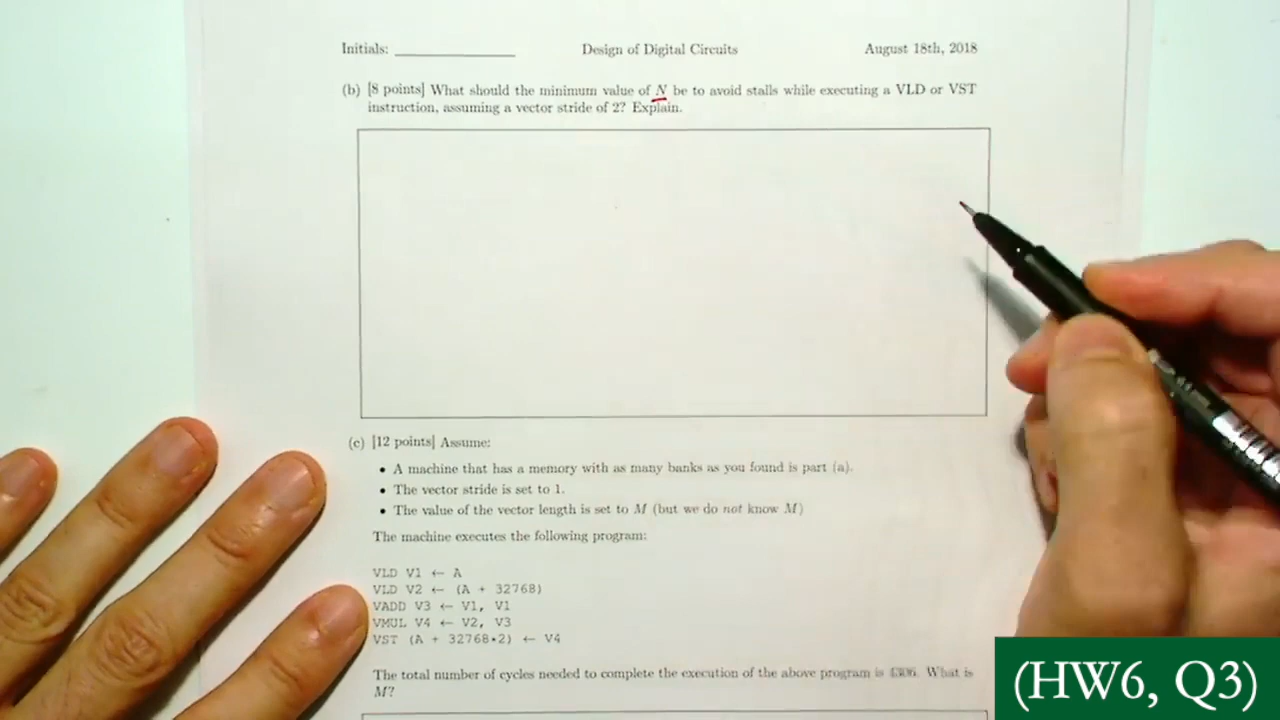 Initials: Design of Digital Circuits August 18th, 2018
(b) [8 points] What should the minimum value of N be to avoid stalls while executing a VLD or VST
instruction, assuming a vector stride of 2? Explain.
(c) [12 points] Assume:
• A machine that has a memory with as many banks as you found is part (a).
• The vector stride is set to 1.
• The value of the vector length is set to M (but we do not know M)
The machine executes the following program:
VLD V1 ← A
VLD V2 ← (A + 32768)
VADD V3 ← V1, V1
VMUL V4 ← V2, V3
VST (A + 32768*2) ← V4
The total number of cycles needed to complete the execution of the above program is What is
M?
(HW6, Q3)